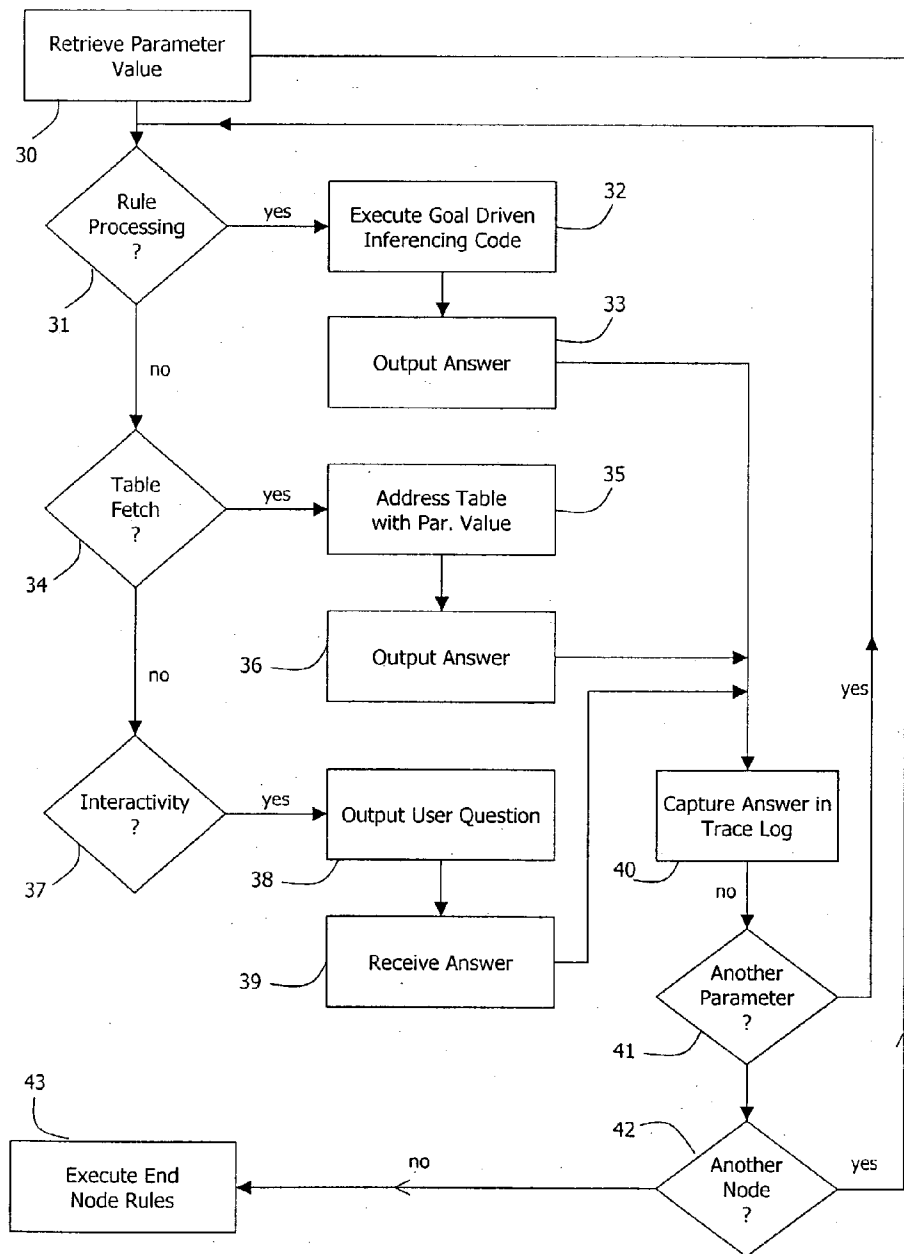 Retrieve Parameter
Value
30
Rule
Processing
?
yes
31
Execute Goal Driven
Inferencing Code
32
33
Output Answer
no
Table
Fetch
?
yes
34
Address Table
with Par. Value
35
36
Output Answer
no
yes
Interactivity
?
yes
37
Output User Question
38
Capture Answer in
Trace Log
40
no
39
Receive Answer
Another
Parameter
?
41
43
Execute End
Node Rules
no
42
Another
Node
?
yes